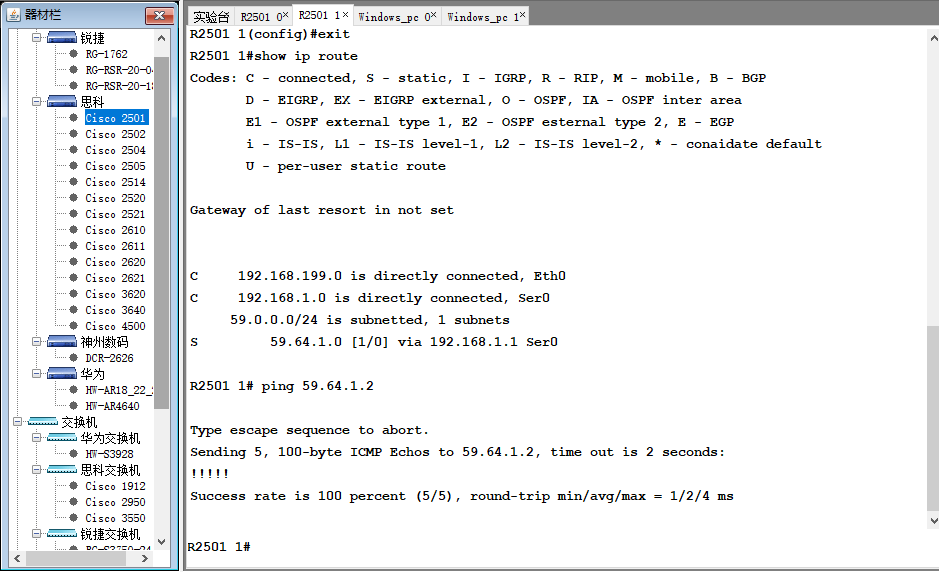 器材栏
锐捷
RG-1762
RG-RSR-20-0
RG-RSR-20-1
思科
Cisco 2501
Cisco 2502
Cisco 2504
Cisco 2505
Cisco 2514
Cisco 2520
Cisco 2521
Cisco 2610
Cisco 2611
Cisco 2620
Cisco 2621
Cisco 3620
Cisco 3640
Cisco 4500
神州数码
DCR-2626
华为
HW-AR18_22_
HW-AR4640
交换机
华为交换机
HW-S3928
思科交换机
Cisco 1912
Cisco 2950
Cisco 3550
锐捷交换机
RG-S3750-24
实验台 R2501 0× R2501 1× Windows_pc 0× Windows_pc 1×
R2501 1(config)#exit
R2501 1#show ip route
Codes: C - connected, S - static, I - IGRP, R - RIP, M - mobile, B - BGP
D - EIGRP, EX - EIGRP external, O - OSPF, IA - OSPF inter area
E1 - OSPF external type 1, E2 - OSPF esternal type 2, E - EGP
i - IS-IS, L1 - IS-IS level-1, L2 - IS-IS level-2, * - conaidate default
U - per-user static route
Gateway of last resort in not set
C 192.168.199.0 is directly connected, Eth0
C 192.168.1.0 is directly connected, Ser0
59.0.0.0/24 is subnetted, 1 subnets
S 59.64.1.0 [1/0] via 192.168.1.1 Ser0
R2501 1# ping 59.64.1.2
Type escape sequence to abort.
Sending 5, 100-byte ICMP Echos to 59.64.1.2, time out is 2 seconds:
!!!!!
Success rate is 100 percent (5/5), round-trip min/avg/max = 1/2/4 ms
R2501 1#